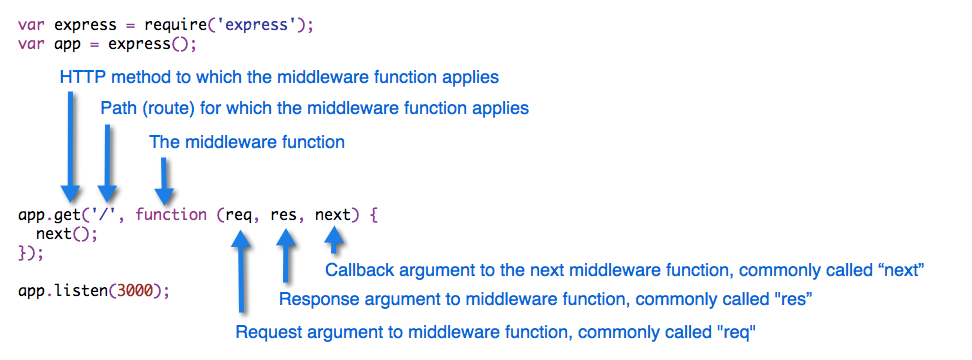 var express = require('express');
var app = express();
HTTP method to which the middleware function applies
Path (route) for which the middleware function applies
The middleware function
app.get('/', function (req, res, next) {
next();
});
Callback argument to the next middleware function, commonly called “next”
app.listen(3000);
Response argument to middleware function, commonly called "res”
Request argument to middleware function, commonly called "req"